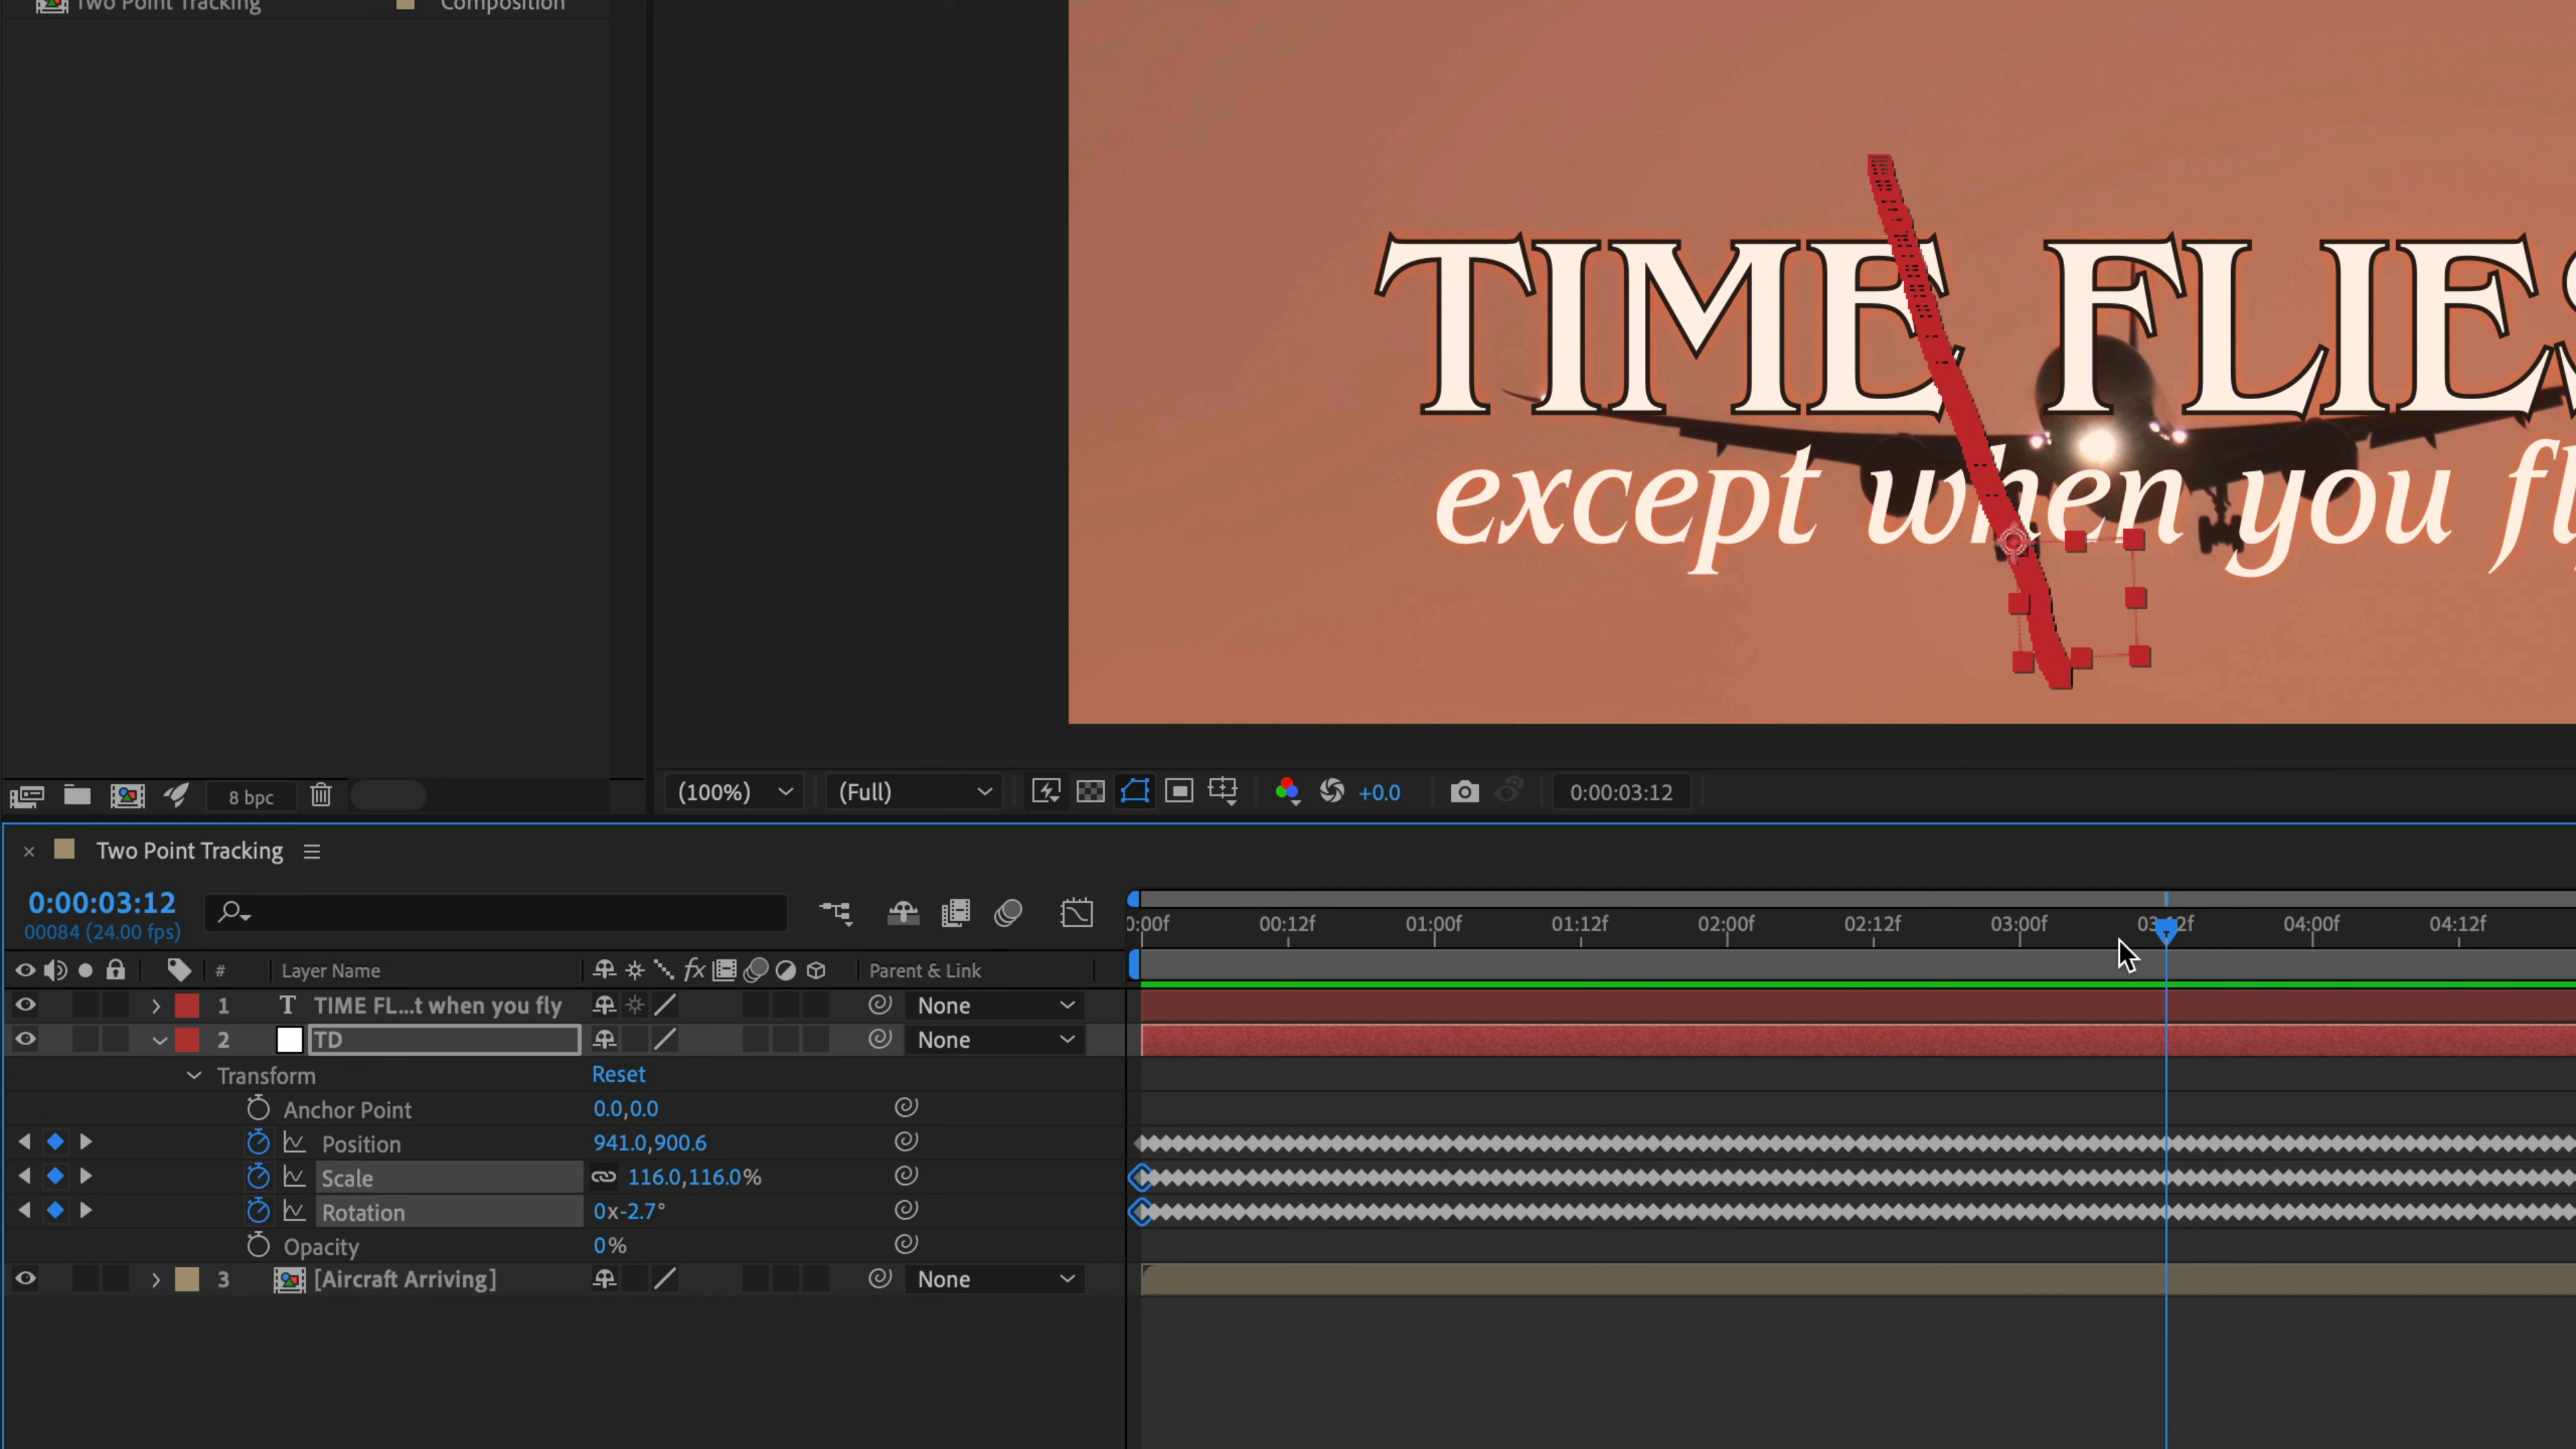 Two Point Tracking
Composition
TIME FLIES
except when you fl
8 bpc
(100%)
(Full)
+0.0
0:00:03:12
× Two Point Tracking
0:00:03:12
00084 (24.00 fps)
0:00f 00:12f 01:00f 01:12f 02:00f 02:12f 03:00f 03:12f 04:00f 04:12f
# Layer Name fx Parent & Link
1 T TIME FL...t when you fly None
2 TD None
Transform Reset
Anchor Point 0.0,0.0
Position 941.0,900.6
Scale 116.0,116.0%
Rotation 0x-2.7°
Opacity 0%
3 [Aircraft Arriving] None